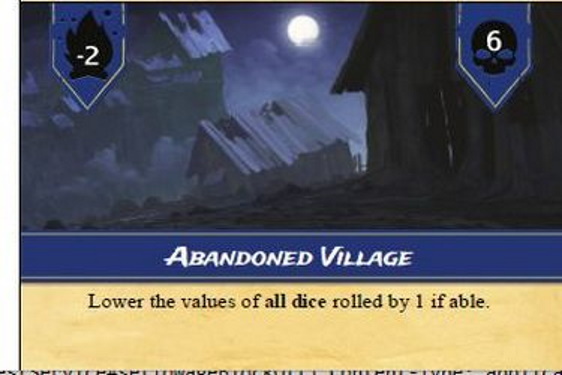 -2
6
ABANDONED VILLAGE
Lower the values of all dice rolled by 1 if able.